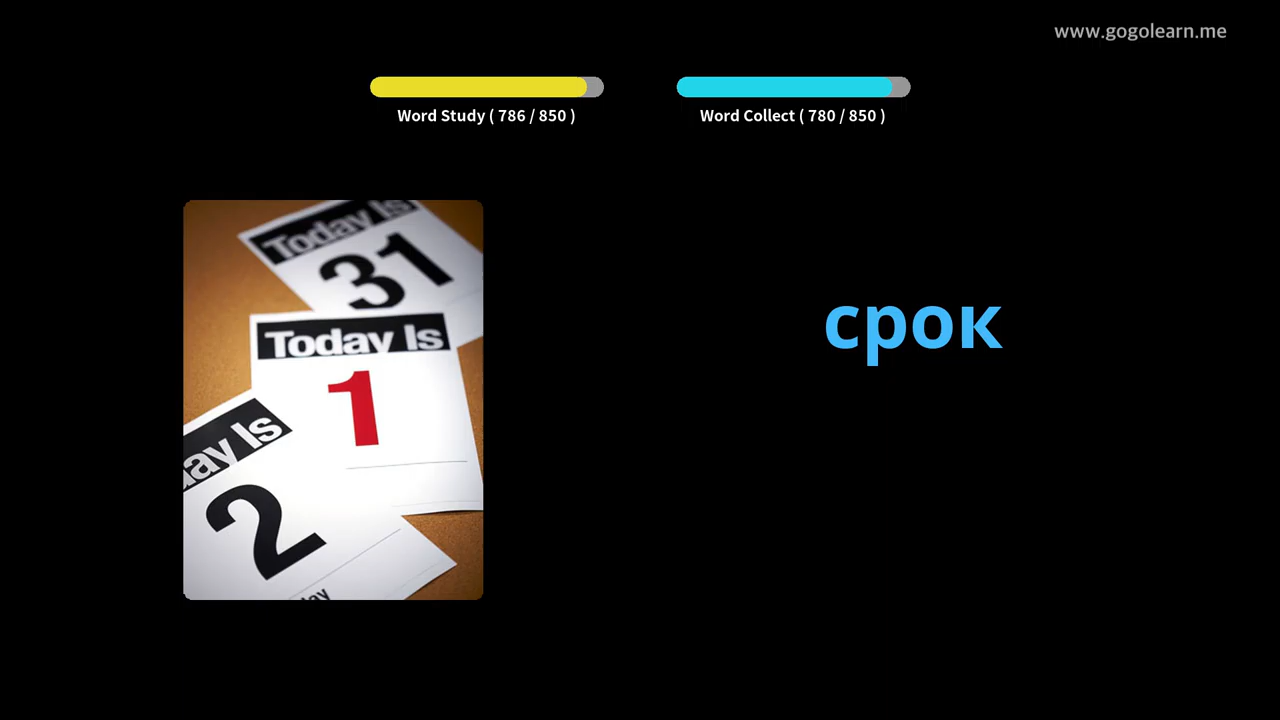 www.gogolearn.me
Word Study ( 786 / 850 )
Word Collect ( 780 / 850 )
Today Is
31
Today Is
1
ay Is
2
ay
срок